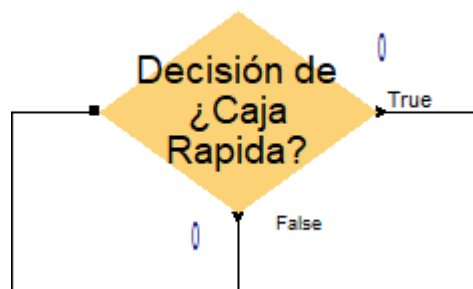 0
Decisión de
¿Caja
Rapida?
True
0
False